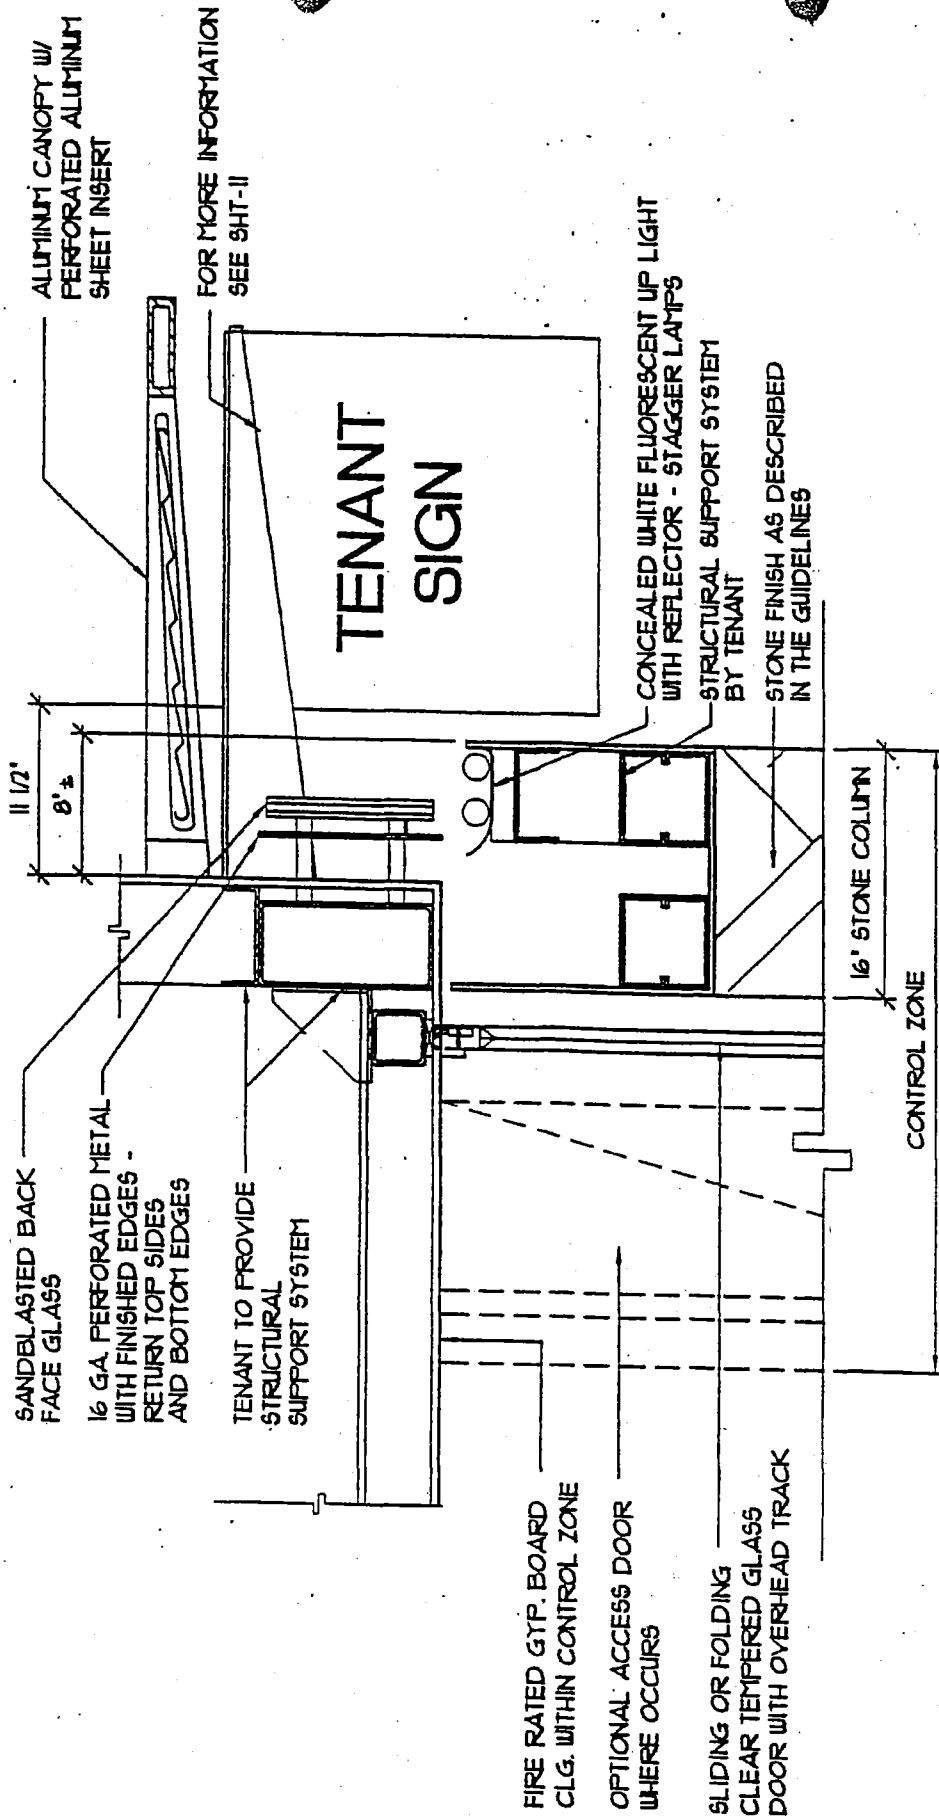 SANDBLASTED BACK
FACE GLASS
16 GA. PERFORATED METAL
WITH FINISHED EDGES -
RETURN TOP SIDES
AND BOTTOM EDGES
TENANT TO PROVIDE
STRUCTURAL
SUPPORT SYSTEM
FIRE RATED GYP. BOARD
CLG. WITHIN CONTROL ZONE
OPTIONAL ACCESS DOOR
WHERE OCCURS
SLIDING OR FOLDING
CLEAR TEMPERED GLASS
DOOR WITH OVERHEAD TRACK
11 1/2"
8"±
ALUMINUM CANOPY W/
PERFORATED ALUMINUM
SHEET INSERT
FOR MORE INFORMATION
SEE SHT-11
TENANT
SIGN
CONCEALED WHITE FLUORESCENT UP LIGHT
WITH REFLECTOR - STAGGER LAMPS
STRUCTURAL SUPPORT SYSTEM
BY TENANT
STONE FINISH AS DESCRIBED
IN THE GUIDELINES
16" STONE COLUMN
CONTROL ZONE